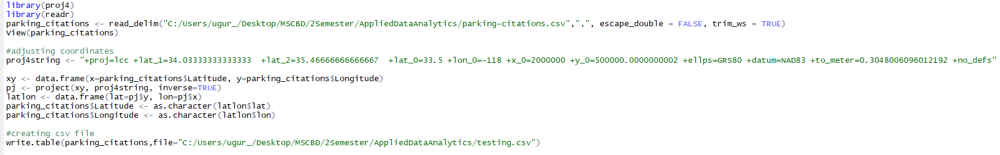 library(proj4)
library(readr)
parking_citations <- read_delim("C:/Users/ugur_/Desktop/MSCBD/2Semester/AppliedDataAnalytics/parking-citations.csv",",", escape_double = FALSE, trim_ws = TRUE)
View(parking_citations)
#adjusting coordinates
proj4string <- "+proj=lcc +lat_1=34.03333333333333  +lat_2=35.46666666666667  +lat_0=33.5 +lon_0=-118 +x_0=2000000 +y_0=500000.0000000002 +ellps=GRS80 +datum=NAD83 +to_meter=0.3048006096012192 +no_defs"
xy <- data.frame(x=parking_citations$Latitude, y=parking_citations$Longitude)
pj <- project(xy, proj4string, inverse=TRUE)
latlon <- data.frame(lat=pj$y, lon=pj$x)
parking_citations$Latitude <- as.character(latlon$lat)
parking_citations$Longitude <- as.character(latlon$lon)
#creating csv file
write.table(parking_citations,file="C:/Users/ugur_/Desktop/MSCBD/2Semester/AppliedDataAnalytics/testing.csv")